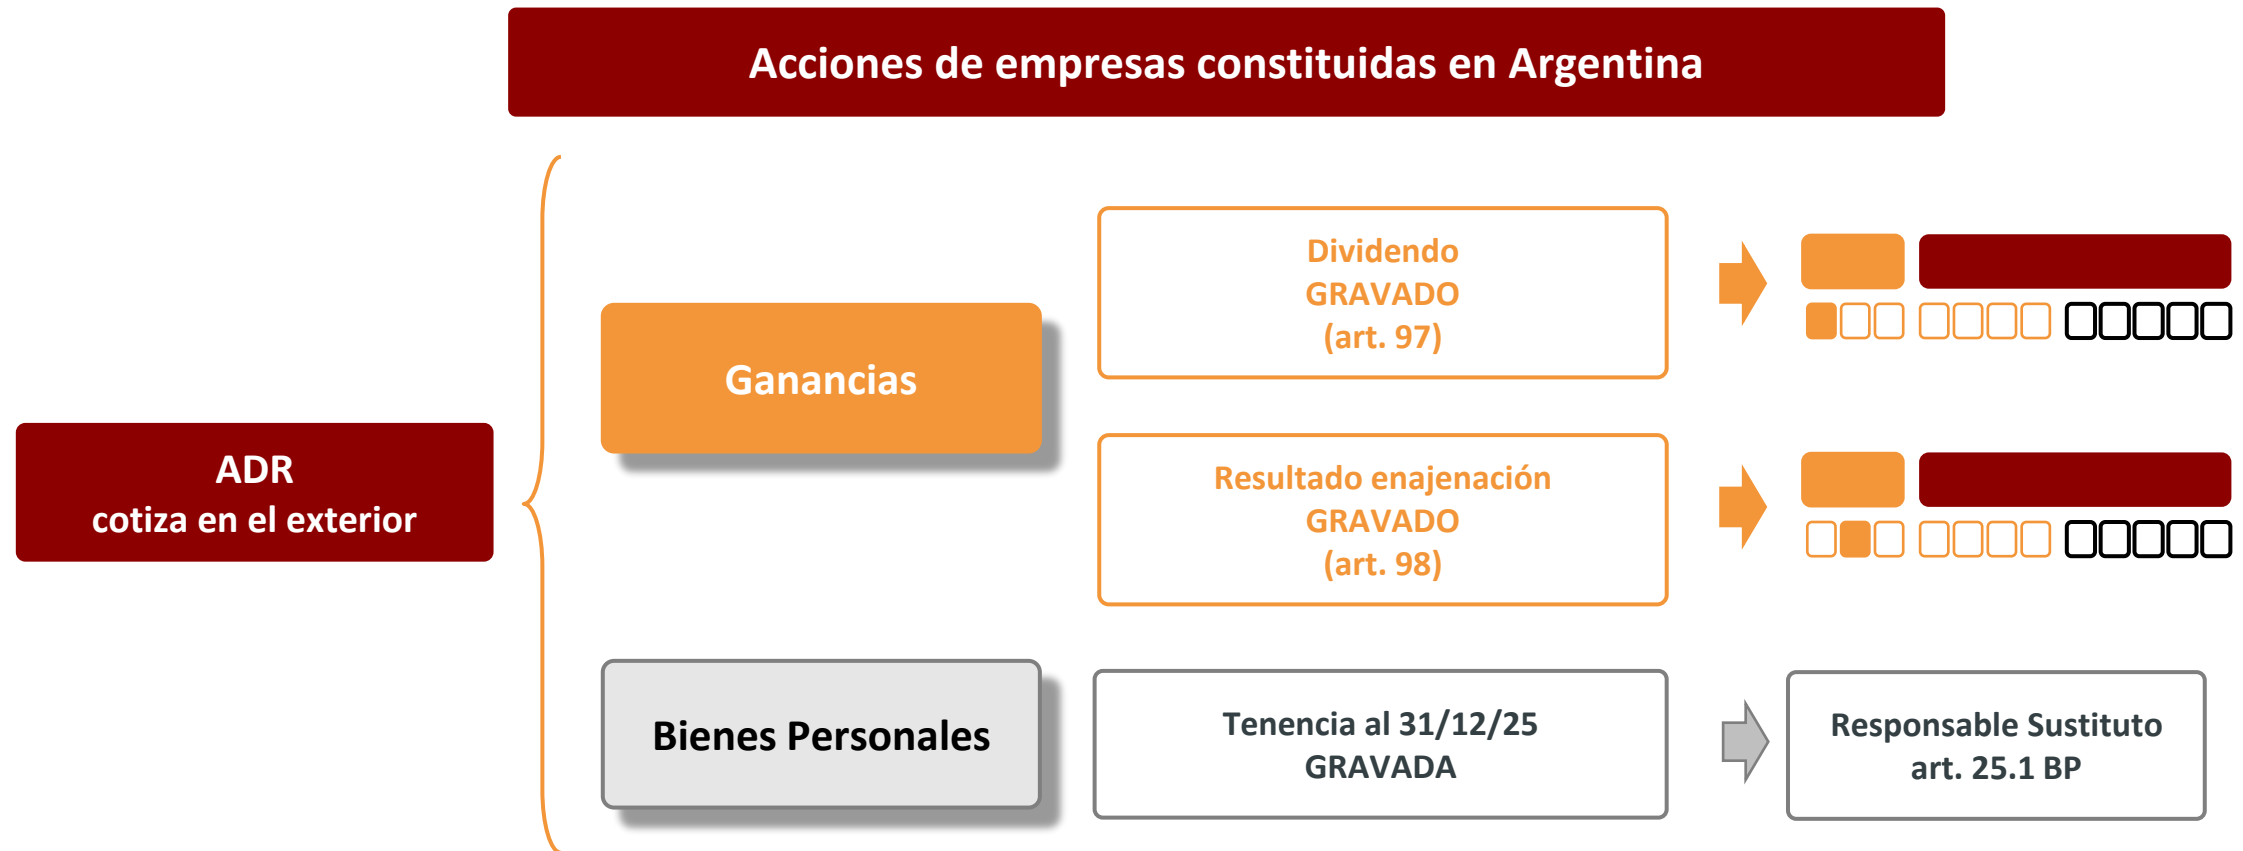 Acciones de empresas constituidas en Argentina
ADR
cotiza en el exterior
Ganancias
Dividendo
GRAVADO
(art. 97)
Resultado enajenación
GRAVADO
(art. 98)
Bienes Personales
Tenencia al 31/12/25
GRAVADA
Responsable Sustituto
art. 25.1 BP